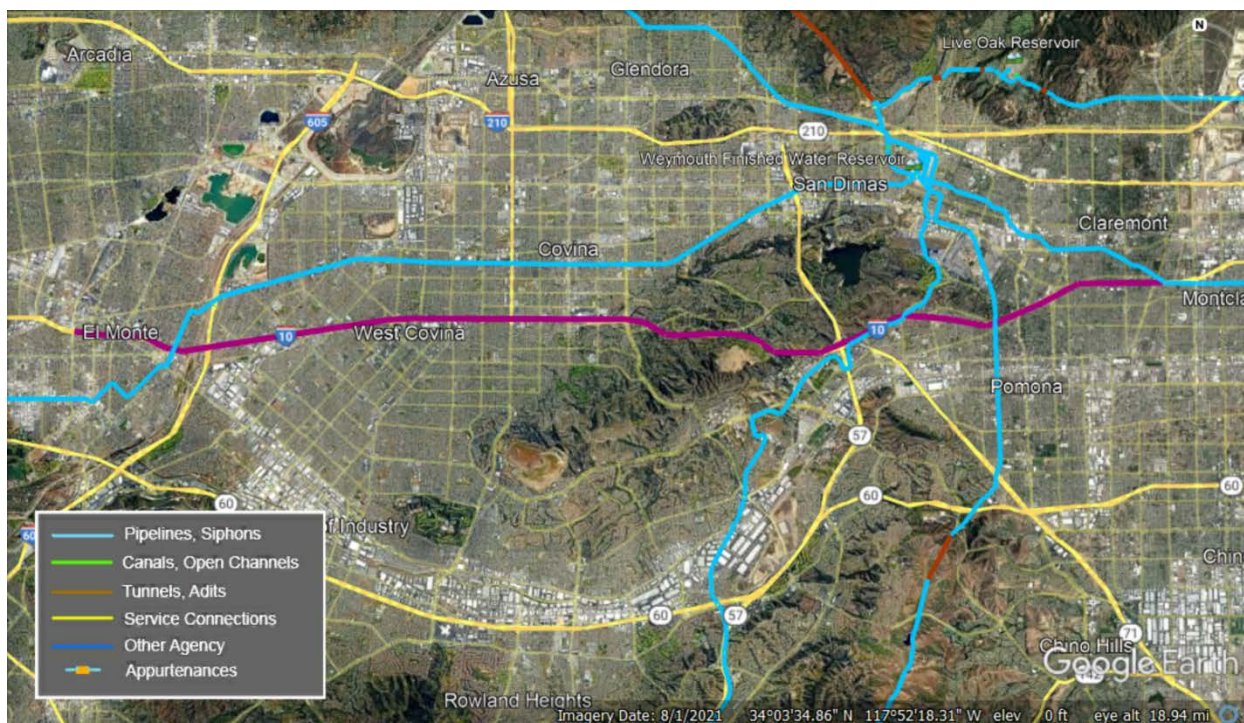 N
Live Oak Reservoir
Arcadia
Glendora
Azusa
605
210
210
Weymouth Finished Water Reservoir
San Dimas
Claremont
Covina
El Monte
10
West Covina
10
Pomona
57
60
60
60
of Industry
60
57
71
Chino Hills
142
Rowland Heights
Pipelines, Siphons
Canals, Open Channels
Tunnels, Adits
Service Connections
Other Agency
Appurtenances
Google Earth
Imagery Date: 8/1/2021 34°03'34.86" N 117°52'18.31" W elev 0 ft eye alt 18.94 mi